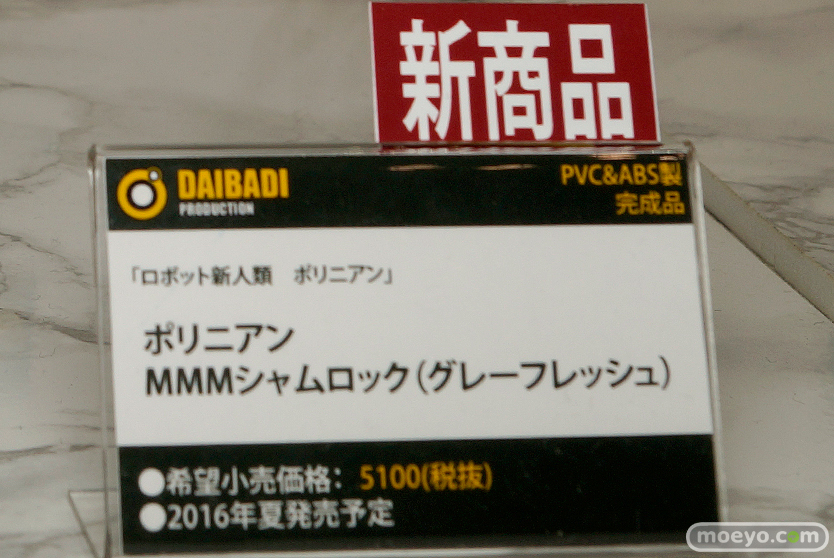 新商品
DAIBADI
PRODUCTION
PVC&ABS製
完成品
「ロボット新人類　ポリニアン」
ポリニアン
MMMシャムロック(グレーフレッシュ)
●希望小売価格：5100(税抜)
●2016年夏発売予定
moeyo.com